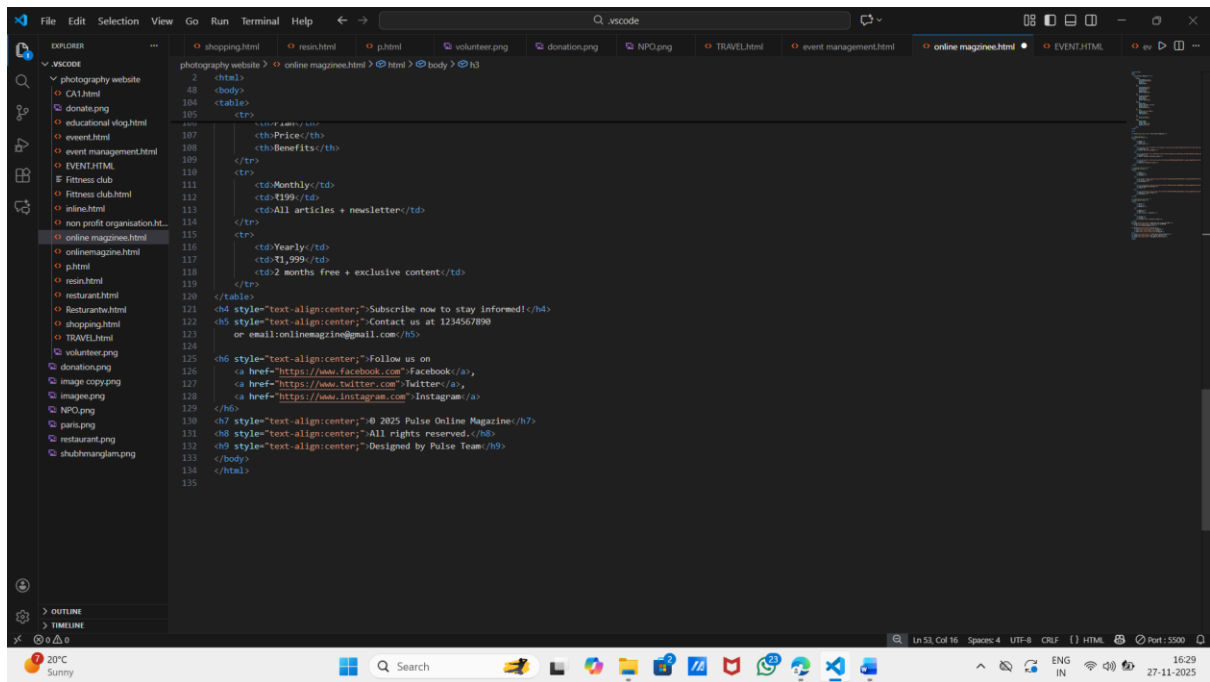 File Edit Selection View Go Run Terminal Help
.vscode
EXPLORER
shopping.html resin.html p.html volunteer.png donation.png NPO.png TRAVEL.html event management.html online magzinee.html EVENT.HTML ev
.VSCODE
photography website > online magzinee.html > html > body > h3
photography website
CA1.html
donate.png
educational vlog.html
eveent.html
event management.html
EVENT.HTML
Fittness club
Fittness club.html
inline.html
non profit organisation.ht...
online magzinee.html
onlinemagzine.html
p.html
resin.html
resturant.html
Resturantw.html
shopping.html
TRAVEL.html
volunteer.png
donation.png
image copy.png
imagee.png
NPO.png
paris.png
restaurant.png
shubhmanglam.png
OUTLINE
TIMELINE
2 <html>
48 <body>
104 <table>
105 <tr>
106 <th>Plan</th>
107 <th>Price</th>
108 <th>Benefits</th>
109 </tr>
110 <tr>
111 <td>Monthly</td>
112 <td>₹199</td>
113 <td>All articles + newsletter</td>
114 </tr>
115 <tr>
116 <td>Yearly</td>
117 <td>₹1,999</td>
118 <td>2 months free + exclusive content</td>
119 </tr>
120 </table>
121 <h4 style="text-align:center;">Subscribe now to stay informed!</h4>
122 <h5 style="text-align:center;">Contact us at 1234567890
123 or email:onlinemagzine@gmail.com</h5>
124
125 <h6 style="text-align:center;">Follow us on
126 <a href="https://www.facebook.com">Facebook</a>,
127 <a href="https://www.twitter.com">Twitter</a>,
128 <a href="https://www.instagram.com">Instagram</a>
129 </h6>
130 <h7 style="text-align:center;">© 2025 Pulse Online Magazine</h7>
131 <h8 style="text-align:center;">All rights reserved.</h8>
132 <h9 style="text-align:center;">Designed by Pulse Team</h9>
133 </body>
134 </html>
135
0 0 Ln 53, Col 16 Spaces: 4 UTF-8 CRLF {} HTML Port : 5500
7 20°C
Sunny
Search
2
23
ENG
IN
16:29
27-11-2025